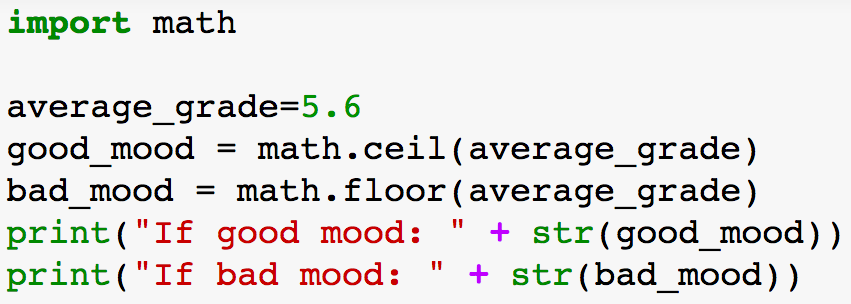 import math
average_grade=5.6
good_mood = math.ceil(average_grade)
bad_mood = math.floor(average_grade)
print("If good mood: " + str(good_mood))
print("If bad mood: " + str(bad_mood))